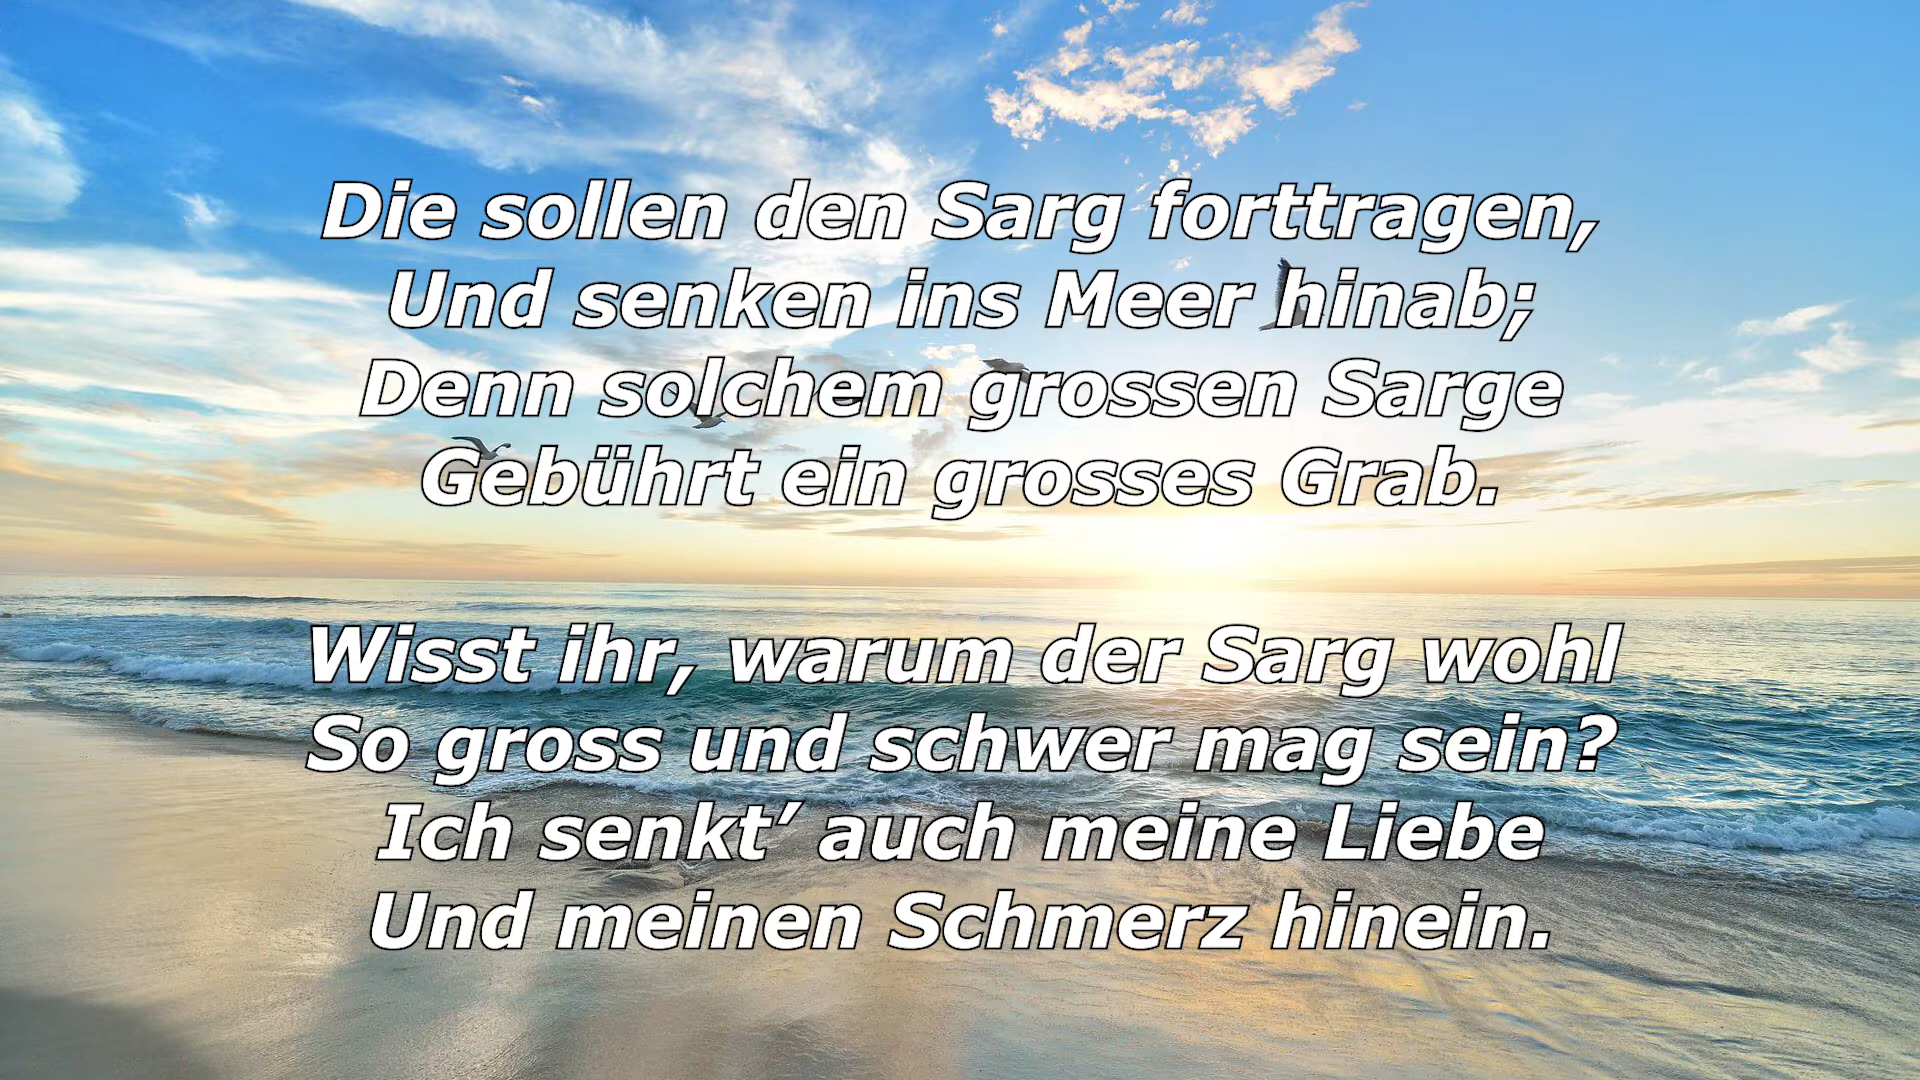 Die sollen den Sarg forttragen,
Und senken ins Meer hinab;
Denn solchem grossen Sarge
Gebührt ein grosses Grab.
Wisst ihr, warum der Sarg wohl
So gross und schwer mag sein?
Ich senkt’ auch meine Liebe
Und meinen Schmerz hinein.